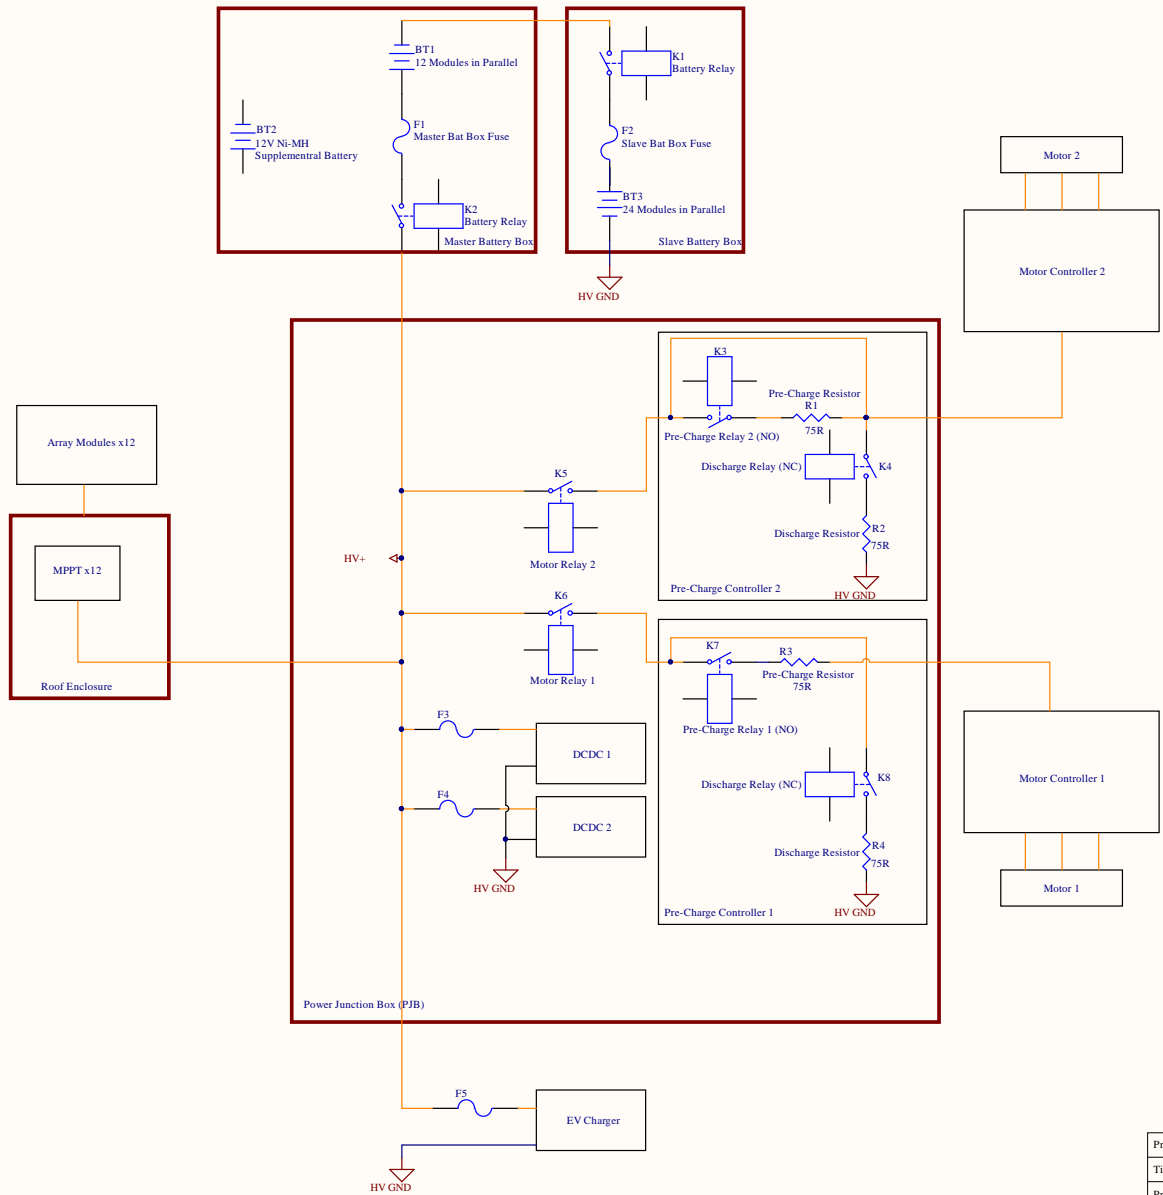 BT1
12 Modules in Parallel
BT2
12V Ni-MH
Supplementral Battery
F1
Master Bat Box Fuse
K2
Battery Relay
Master Battery Box
K1
Battery Relay
F2
Slave Bat Box Fuse
BT3
24 Modules in Parallel
Slave Battery Box
HV GND
Motor 2
Motor Controller 2
Array Modules x12
MPPT x12
Roof Enclosure
HV+
K5
Motor Relay 2
K6
Motor Relay 1
K3
Pre-Charge Resistor
R1
75R
Pre-Charge Relay 2 (NO)
Discharge Relay (NC)
K4
Discharge Resistor
R2
75R
HV GND
Pre-Charge Controller 2
K7
R3
Pre-Charge Resistor
75R
Pre-Charge Relay 1 (NO)
Discharge Relay (NC)
K8
Discharge Resistor
R4
75R
HV GND
Pre-Charge Controller 1
F3
DCDC 1
F4
DCDC 2
HV GND
Motor Controller 1
Motor 1
Power Junction Box (PJB)
F5
EV Charger
HV GND
Pr
Ti